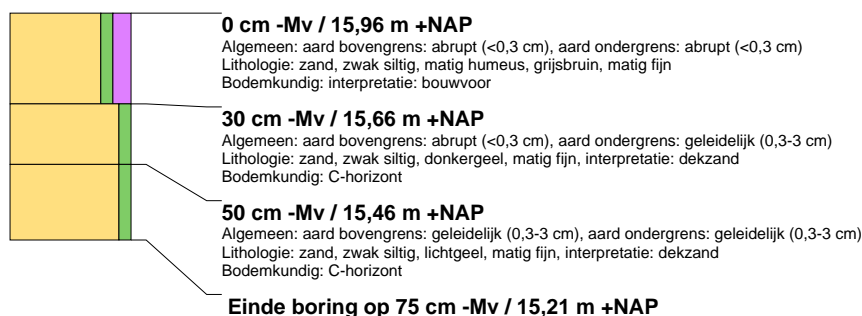 0 cm -Mv / 15,96 m +NAP
Algemeen: aard bovengrens: abrupt (<0,3 cm), aard ondergrens: abrupt (<0,3 cm)
Lithologie: zand, zwak siltig, matig humeus, grijsbruin, matig fijn
Bodemkundig: interpretatie: bouwvoor
30 cm -Mv / 15,66 m +NAP
Algemeen: aard bovengrens: abrupt (<0,3 cm), aard ondergrens: geleidelijk (0,3-3 cm)
Lithologie: zand, zwak siltig, donkergeel, matig fijn, interpretatie: dekzand
Bodemkundig: C-horizont
50 cm -Mv / 15,46 m +NAP
Algemeen: aard bovengrens: geleidelijk (0,3-3 cm), aard ondergrens: geleidelijk (0,3-3 cm)
Lithologie: zand, zwak siltig, lichtgeel, matig fijn, interpretatie: dekzand
Bodemkundig: C-horizont
Einde boring op 75 cm -Mv / 15,21 m +NAP